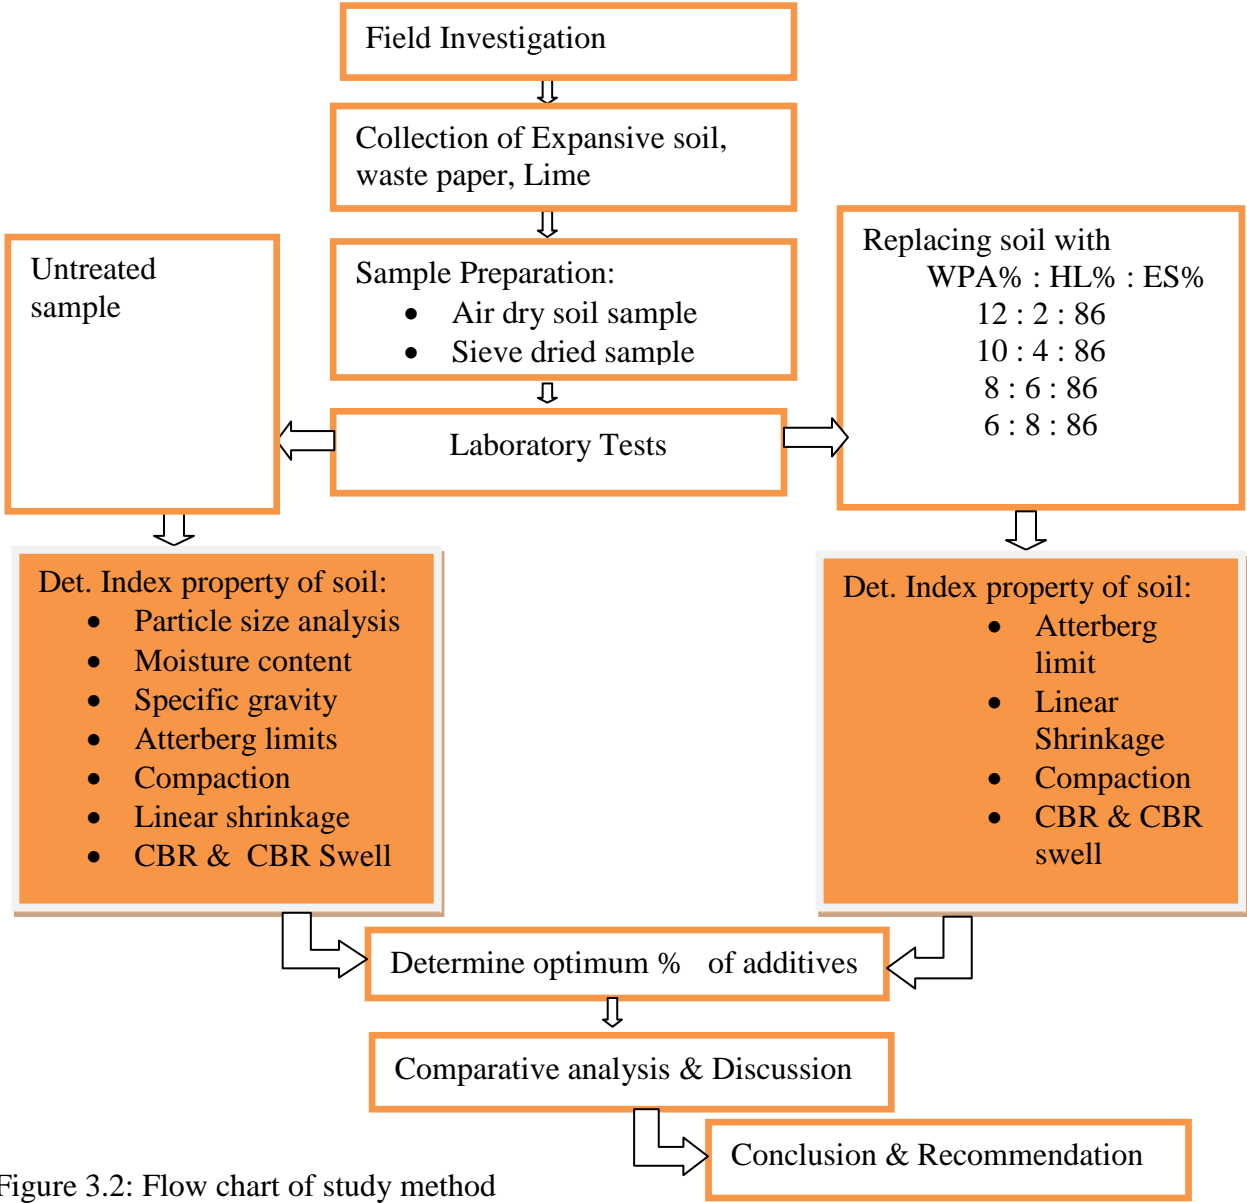 Field Investigation
Collection of Expansive soil,
waste paper, Lime
Untreated
sample
Sample Preparation:
• Air dry soil sample
• Sieve dried sample
Replacing soil with
WPA% : HL% : ES%
12 : 2 : 86
10 : 4 : 86
8 : 6 : 86
6 : 8 : 86
Laboratory Tests
Det. Index property of soil:
• Particle size analysis
• Moisture content
• Specific gravity
• Atterberg limits
• Compaction
• Linear shrinkage
• CBR & CBR Swell
Det. Index property of soil:
• Atterberg
limit
• Linear
Shrinkage
• Compaction
• CBR & CBR
swell
Determine optimum % of additives
Comparative analysis & Discussion
Conclusion & Recommendation
Figure 3.2: Flow chart of study method